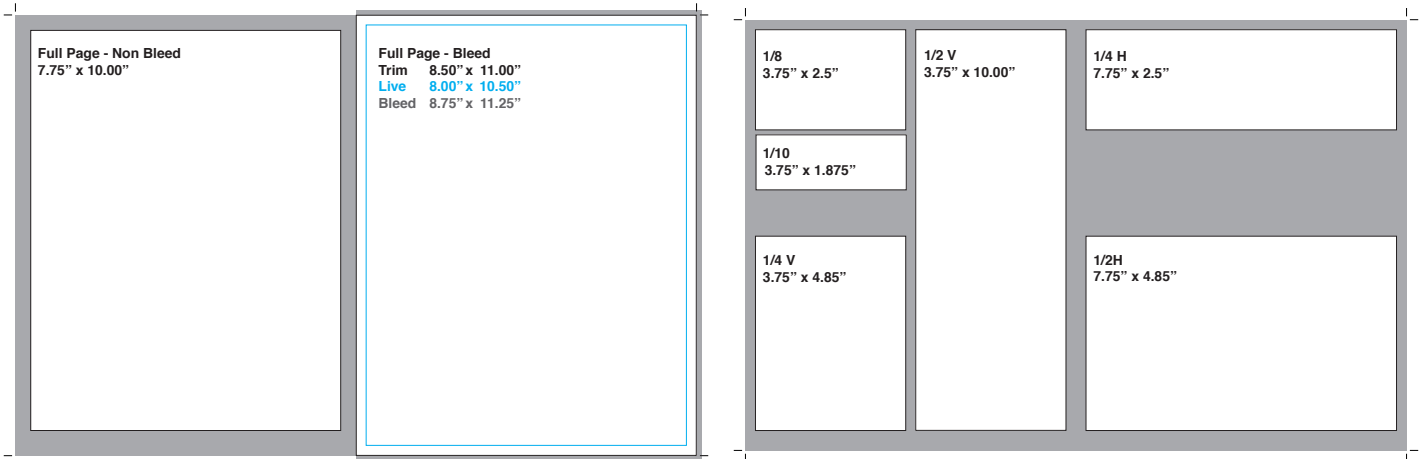 Full Page - Non Bleed
7.75” x 10.00”
Full Page - Bleed
Trim 8.50” x 11.00”
Live 8.00” x 10.50”
Bleed 8.75” x 11.25”
1/8
3.75” x 2.5”
1/10
3.75” x 1.875”
1/4 V
3.75” x 4.85”
1/2 V
3.75” x 10.00”
1/4 H
7.75” x 2.5”
1/2H
7.75” x 4.85”